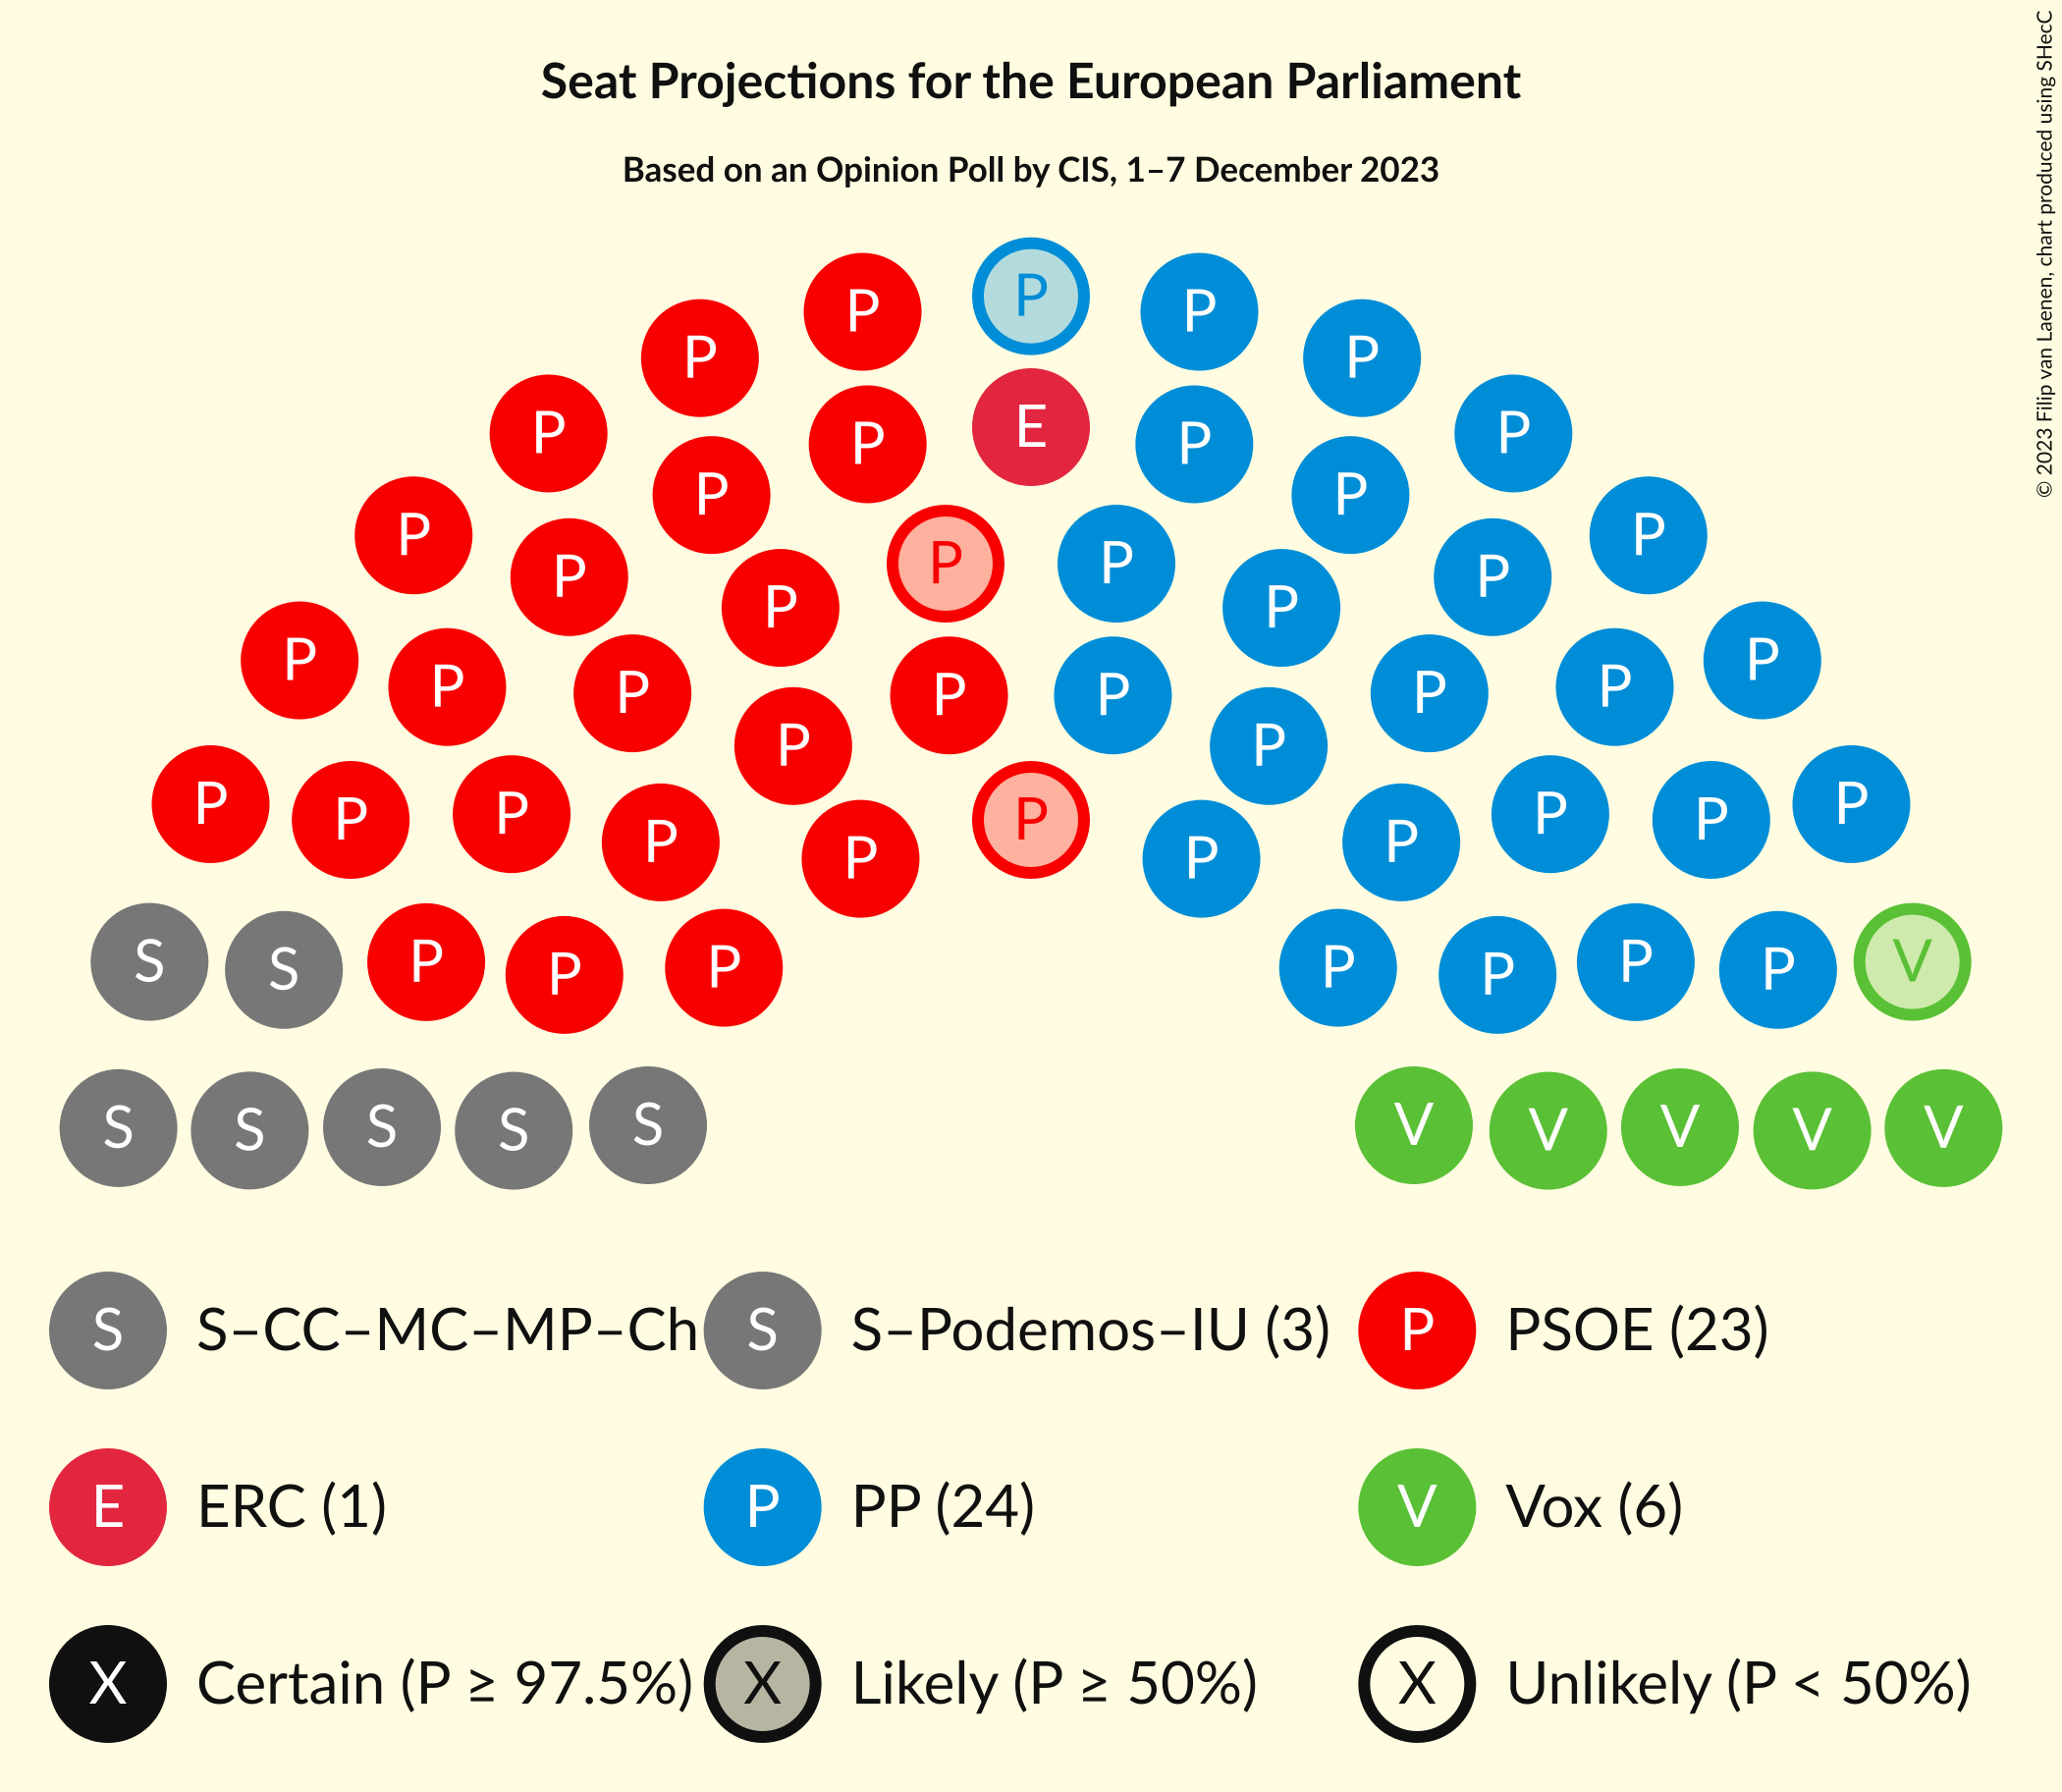 Seat Projections for the European Parliament
Based on an Opinion Poll by CIS, 1–7 December 2023
© 2023 Filip van Laenen, chart produced using SHecC
P P P P P
P P E P P
P P P P
P P P P
P P P P
P P P P
P P P P
P P P P
P P P P P P P
P P P P
P P P P
S S P P P P P P P V
S S S S S V V V V V
S S–CC–MC–MP–Ch
S S–Podemos–IU (3)
P PSOE (23)
E ERC (1)
P PP (24)
V Vox (6)
X Certain (P ≥ 97.5%)
X Likely (P ≥ 50%)
X Unlikely (P < 50%)